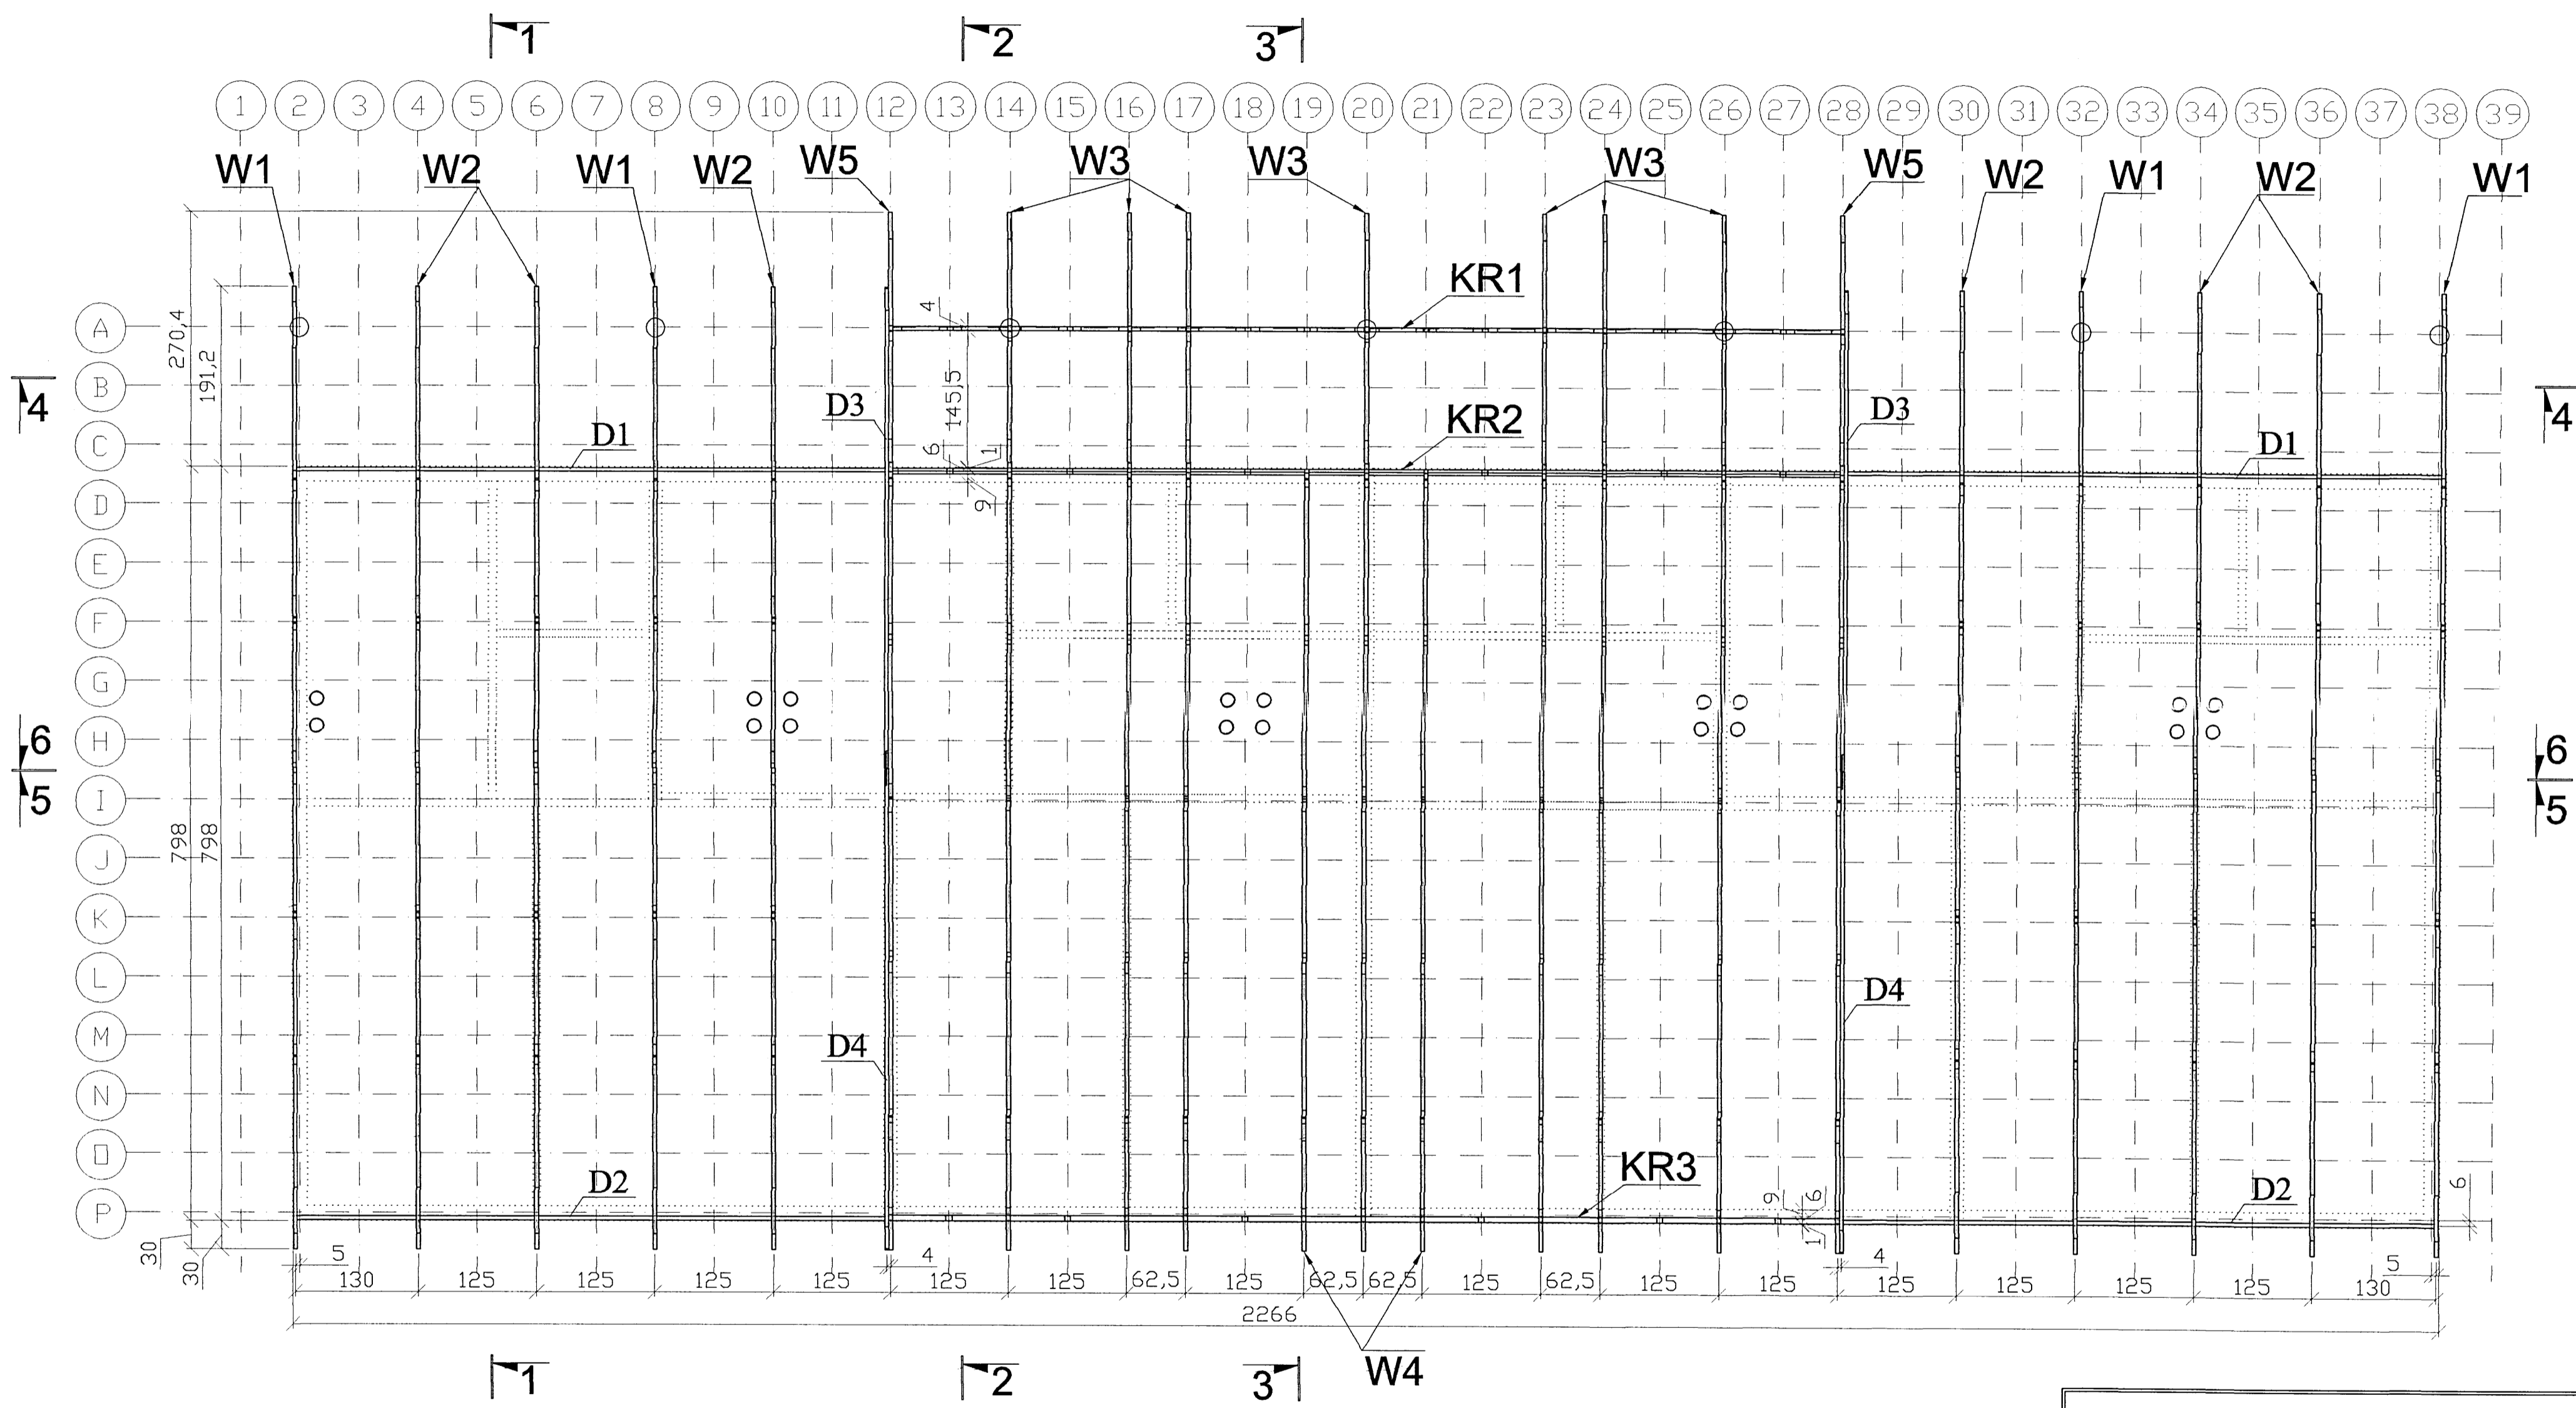 1 2 3
1 2 3 4 5 6 7 8 9 10 11 12 13 14 15 16 17 18 19 20 21 22 23 24 25 26 27 28 29 30 31 32 33 34 35 36 37 38 39
W1 W2 W1 W2 W5 W3 W3 W3 W5 W2 W1 W2 W1
KR1
4
A
270,4
191,2
145,5
B
4 4
D3 D3
C
D1 KR2 D1
6 1
9
D
E
F
G
6 6
H
5 5
I
798 798
J
K
L
D4
M
D4
N
O
KR3
D2 D2
P
9 6
1
6
30 30
5 4 4 5
130 125 125 125 125 125 125 125 62,5 125 62,5 62,5 125 62,5 125 125 125 125 125 125 130
2266
W4
1 2 3